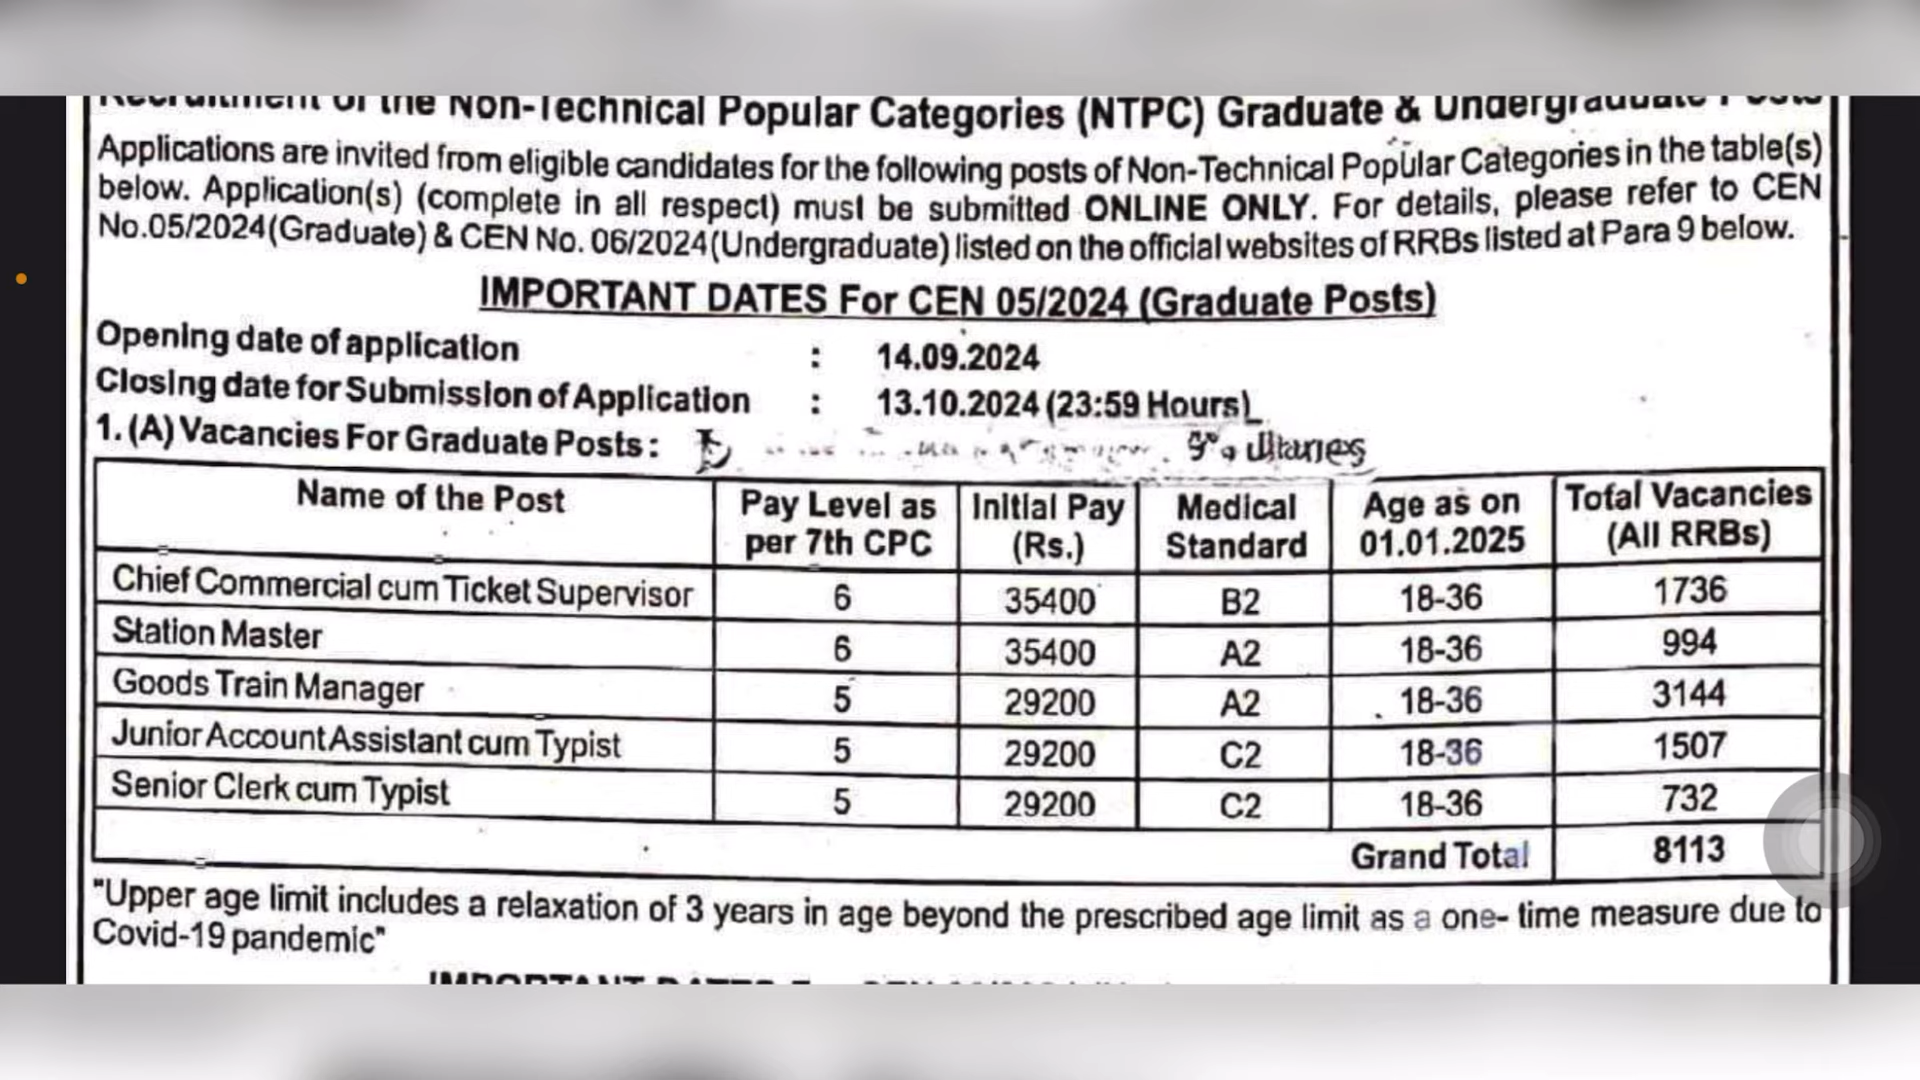 Recruitment of the Non-Technical Popular Categories (NTPC) Graduate & Undergraduate Posts
Applications are invited from eligible candidates for the following posts of Non-Technical Popular Categories in the table(s)
below. Application(s) (complete in all respect) must be submitted ONLINE ONLY. For details, please refer to CEN
No.05/2024(Graduate) & CEN No. 06/2024(Undergraduate) listed on the official websites of RRBs listed at Para 9 below.
IMPORTANT DATES For CEN 05/2024 (Graduate Posts)
Opening date of application : 14.09.2024
Closing date for Submission of Application : 13.10.2024 (23:59 Hours)
1. (A) Vacancies For Graduate Posts :
Name of the Post Pay Level as per 7th CPC Initial Pay (Rs.) Medical Standard Age as on 01.01.2025 Total Vacancies (All RRBs)
Chief Commercial cum Ticket Supervisor 6 35400 B2 18-36 1736
Station Master 6 35400 A2 18-36 994
Goods Train Manager 5 29200 A2 18-36 3144
Junior Account Assistant cum Typist 5 29200 C2 18-36 1507
Senior Clerk cum Typist 5 29200 C2 18-36 732
Grand Total 8113
"Upper age limit includes a relaxation of 3 years in age beyond the prescribed age limit as a one- time measure due to
Covid-19 pandemic"
IMPORTANT DATES